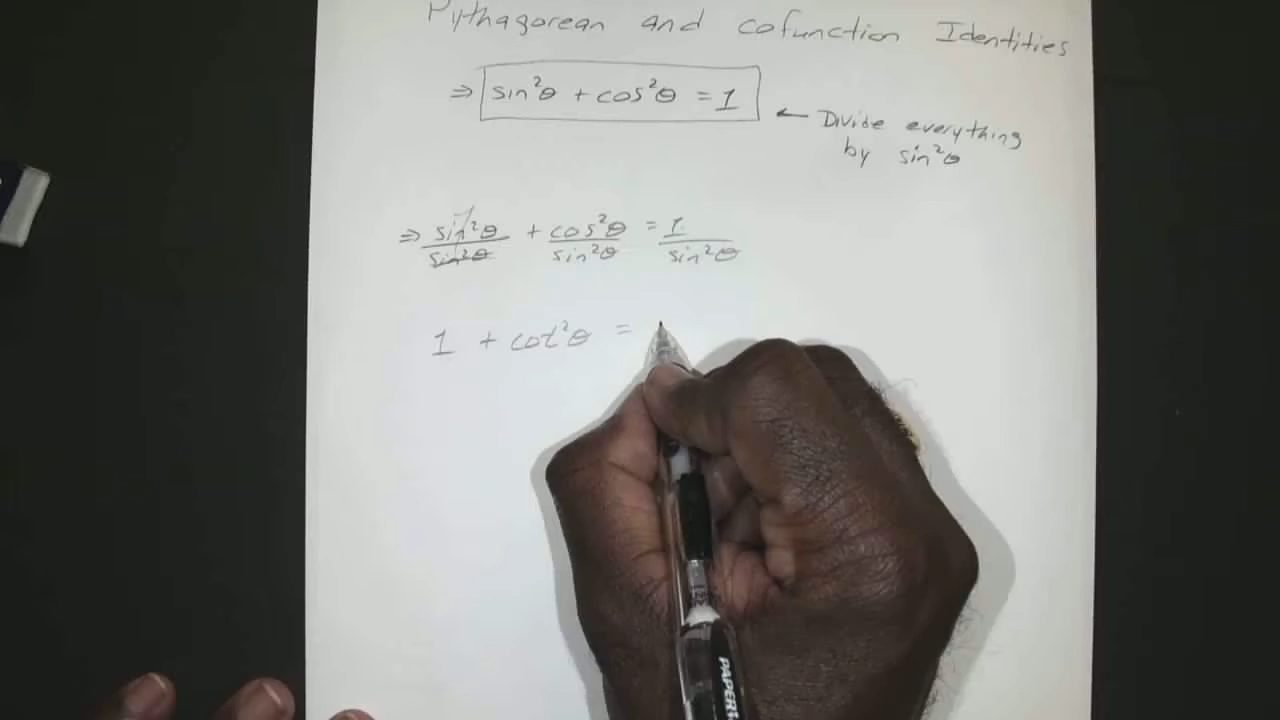 Pythagorean and cofunction Identities
⇒ sin²θ + cos²θ = 1
← Divide everything
by sin²θ
⇒ sin²θ/sin²θ + cos²θ/sin²θ = 1/sin²θ
1 + cot²θ =
PAPER